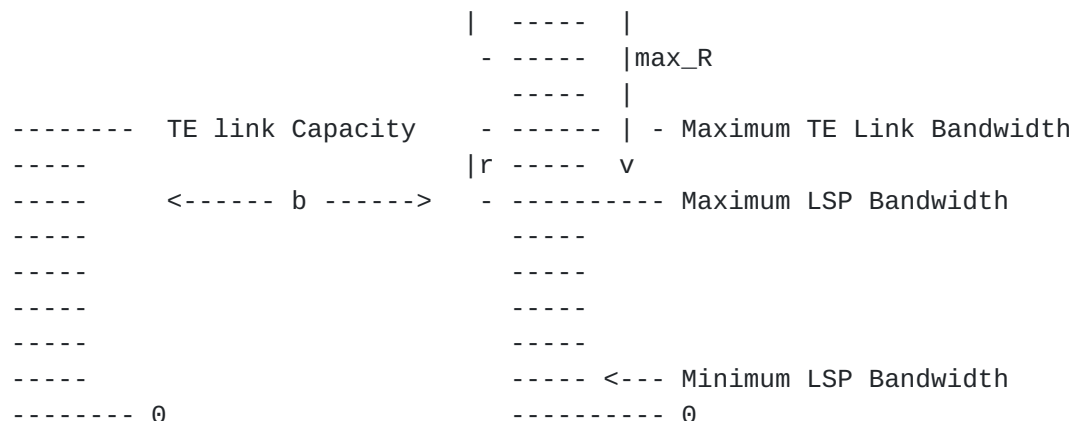 |  -----  |
- -----  |max_R
-----  |
--------  TE link Capacity    - ------ | - Maximum TE Link Bandwidth
-----                        |r -----  v
-----     <------ b ------>   - ---------- Maximum LSP Bandwidth
-----                           -----
-----                           -----
-----                           -----
-----                           -----
-----                           ----- <--- Minimum LSP Bandwidth
-------- 0                      ---------- 0